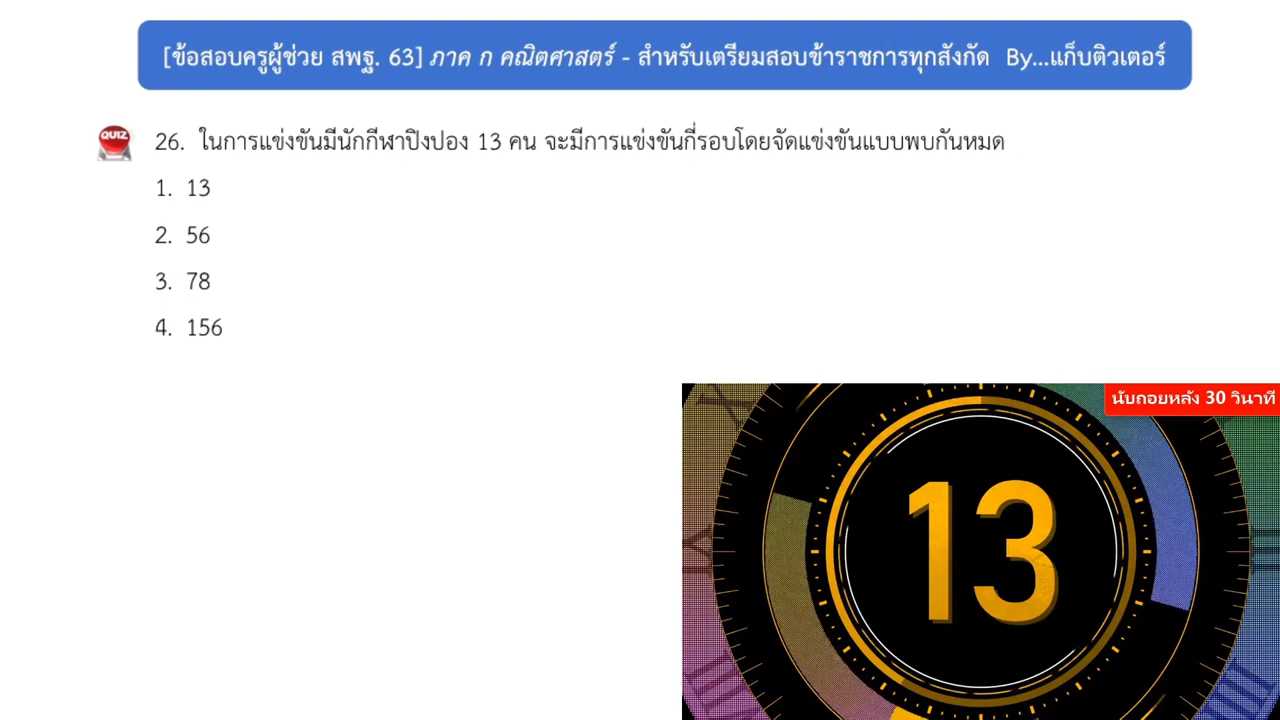 [ข้อสอบครูผู้ช่วย สพฐ. 63] ภาค ก คณิตศาสตร์ - สำหรับเตรียมสอบข้าราชการทุกสังกัด By...แก็บติวเตอร์
QUIZ 26. ในการแข่งขันมีนักกีฬาปิงปอง 13 คน จะมีการแข่งขันกี่รอบโดยจัดแข่งขันแบบพบกันหมด
1. 13
2. 56
3. 78
4. 156
นับถอยหลัง 30 วินาที
13